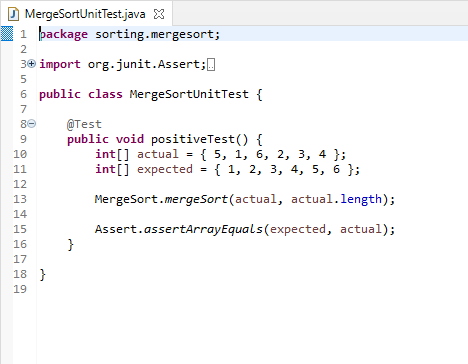 MergeSortUnitTest.java
1 package sorting.mergesort;
2
3 import org.junit.Assert;
5
6 public class MergeSortUnitTest {
7
8 @Test
9 public void positiveTest() {
10 int[] actual = { 5, 1, 6, 2, 3, 4 };
11 int[] expected = { 1, 2, 3, 4, 5, 6 };
12
13 MergeSort.mergeSort(actual, actual.length);
14
15 Assert.assertArrayEquals(expected, actual);
16 }
17
18 }
19